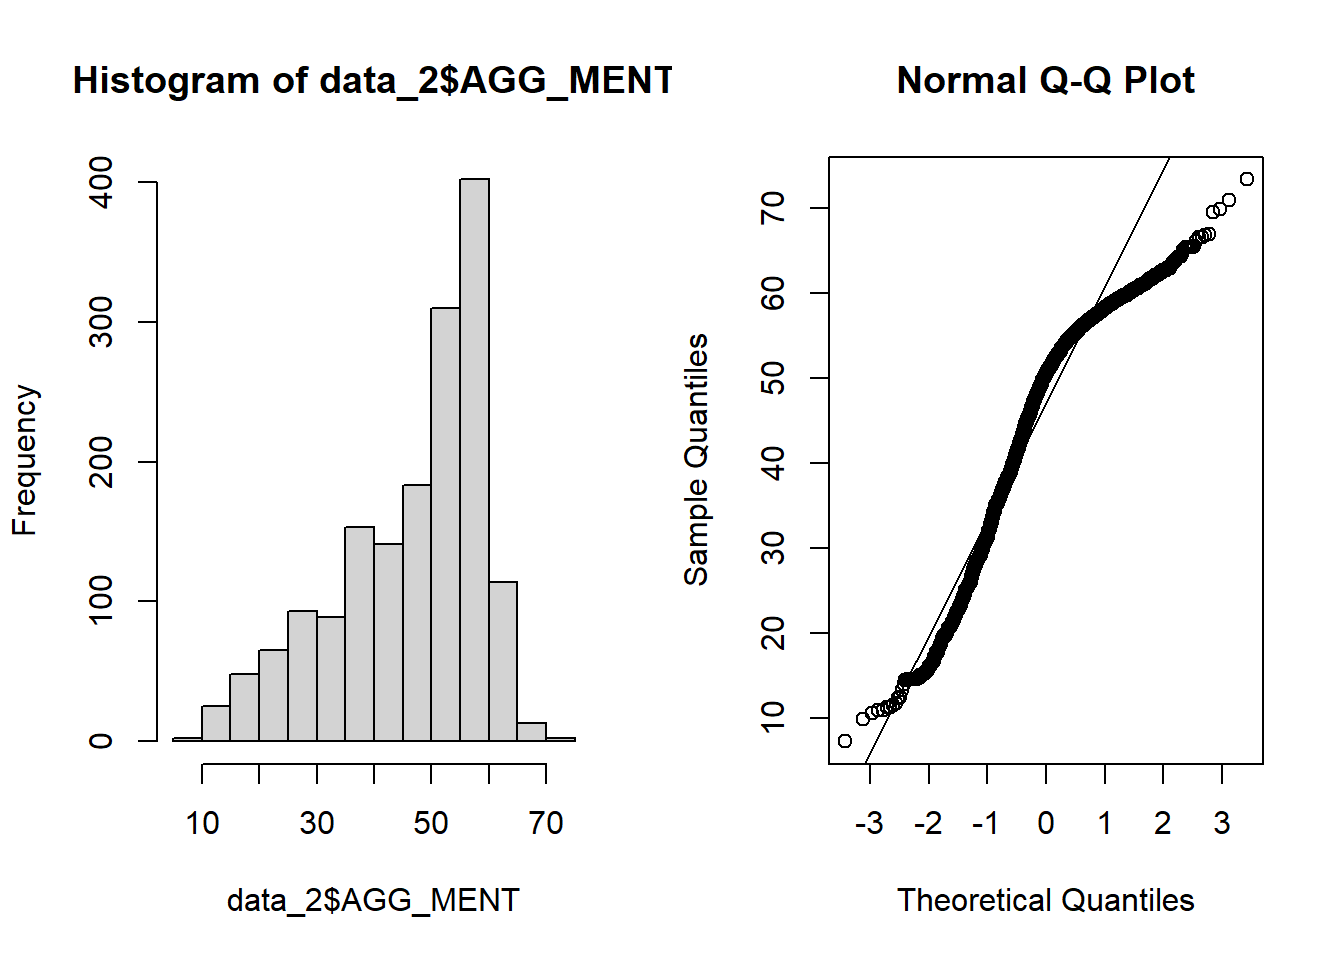 Histogram of data_2$AGG_MENT
Frequency
400
300
200
100
0
10 30 50 70
data_2$AGG_MENT
Normal Q-Q Plot
Sample Quantiles
70
60
50
40
30
20
10
-3 -2 -1 0 1 2 3
Theoretical Quantiles